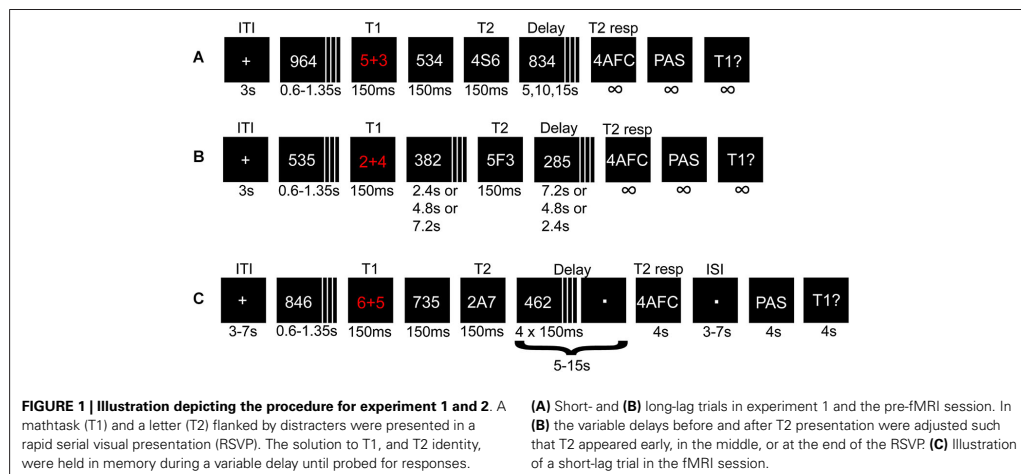 ITI T1 T2 Delay T2 resp
A + 964 5+3 534 4S6 834 4AFC PAS T1?
3s 0.6-1.35s 150ms 150ms 150ms 5,10,15s ∞ ∞ ∞
ITI T1 T2 Delay T2 resp
B + 535 2+4 382 5F3 285 4AFC PAS T1?
3s 0.6-1.35s 150ms 2.4s or 150ms 7.2s or ∞ ∞ ∞
4.8s or 4.8s or
7.2s 2.4s
ITI T1 T2 Delay T2 resp ISI
C + 846 6+5 735 2A7 462 4AFC PAS T1?
3-7s 0.6-1.35s 150ms 150ms 150ms 4 x 150ms 4s 3-7s 4s 4s
5-15s
FIGURE 1 | Illustration depicting the procedure for experiment 1 and 2. A
mathtask (T1) and a letter (T2) flanked by distracters were presented in a
rapid serial visual presentation (RSVP). The solution to T1, and T2 identity,
were held in memory during a variable delay until probed for responses.
(A) Short- and (B) long-lag trials in experiment 1 and the pre-fMRI session. In
(B) the variable delays before and after T2 presentation were adjusted such
that T2 appeared early, in the middle, or at the end of the RSVP. (C) Illustration
of a short-lag trial in the fMRI session.